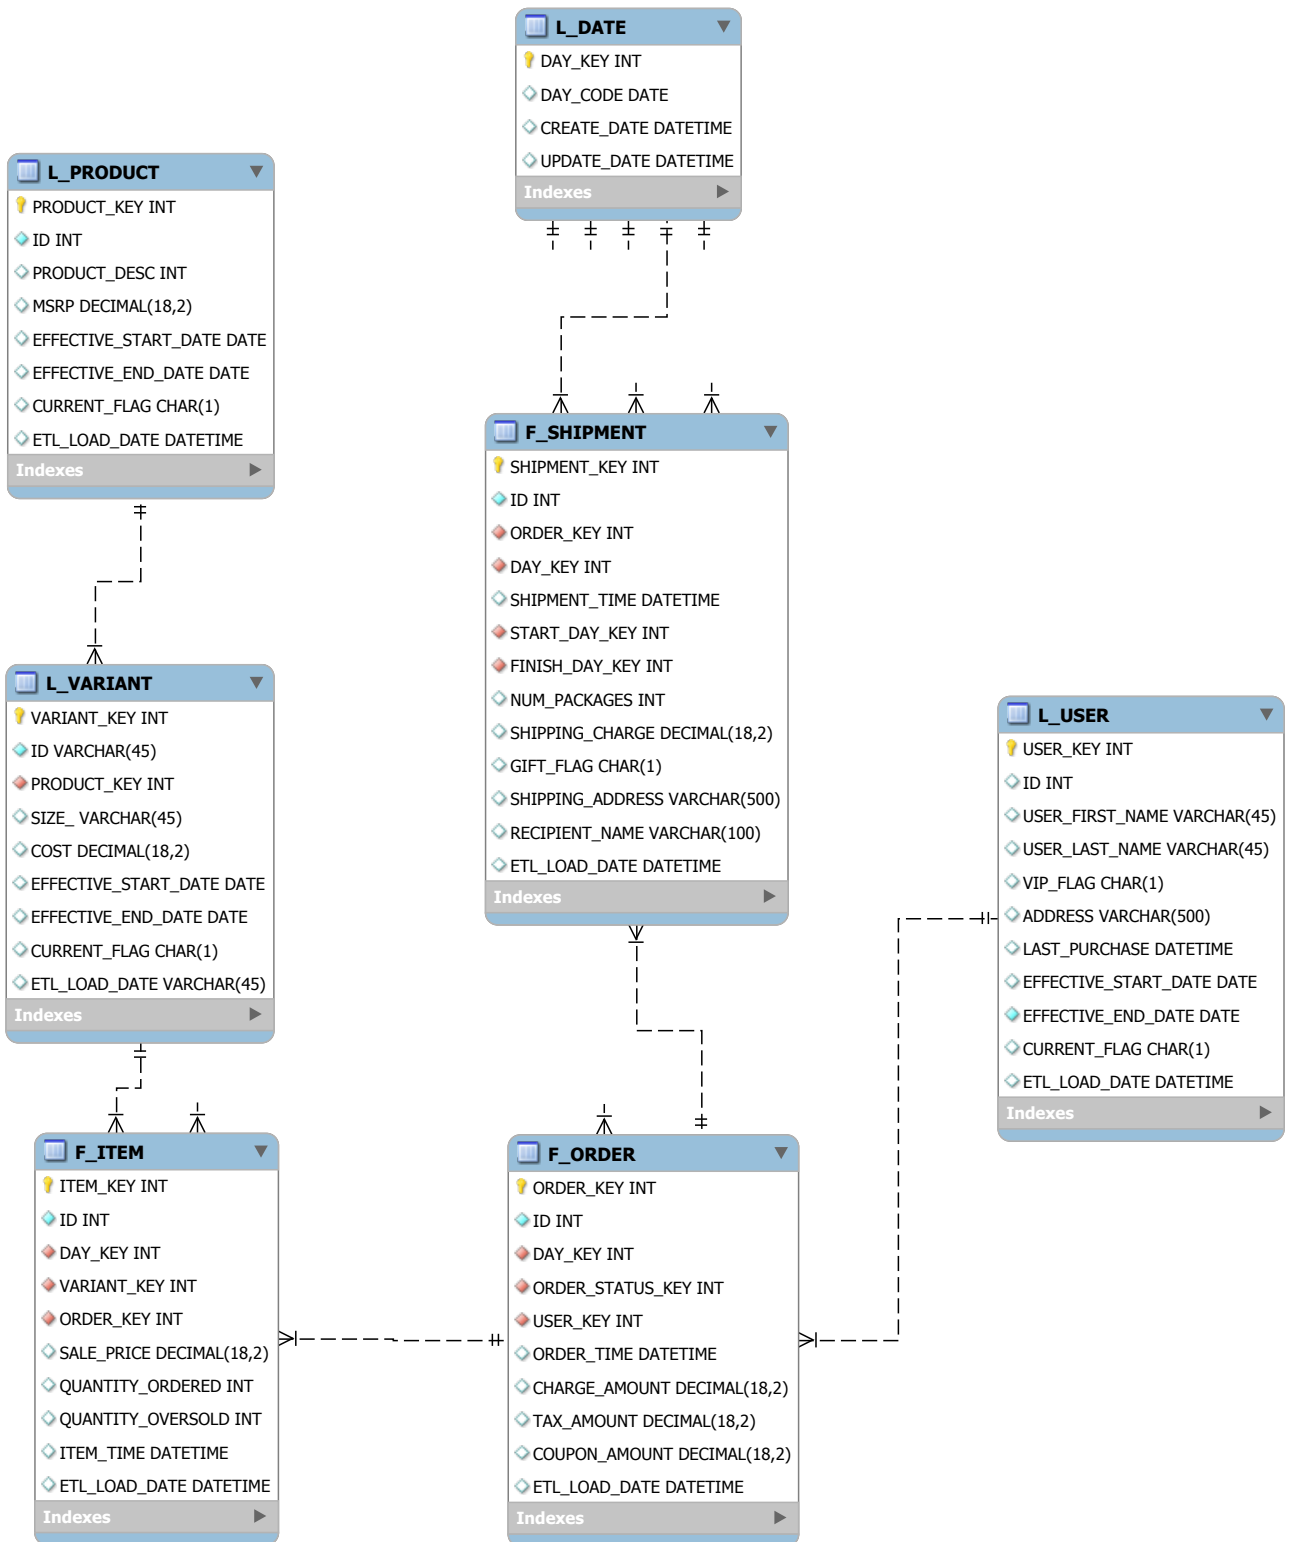 L_DATE
DAY_KEY INT
DAY_CODE DATE
CREATE_DATE DATETIME
UPDATE_DATE DATETIME
Indexes
L_PRODUCT
PRODUCT_KEY INT
ID INT
PRODUCT_DESC INT
MSRP DECIMAL(18,2)
EFFECTIVE_START_DATE DATE
EFFECTIVE_END_DATE DATE
CURRENT_FLAG CHAR(1)
ETL_LOAD_DATE DATETIME
Indexes
F_SHIPMENT
SHIPMENT_KEY INT
ID INT
ORDER_KEY INT
DAY_KEY INT
SHIPMENT_TIME DATETIME
START_DAY_KEY INT
FINISH_DAY_KEY INT
NUM_PACKAGES INT
SHIPPING_CHARGE DECIMAL(18,2)
GIFT_FLAG CHAR(1)
SHIPPING_ADDRESS VARCHAR(500)
RECIPIENT_NAME VARCHAR(100)
ETL_LOAD_DATE DATETIME
Indexes
L_VARIANT
VARIANT_KEY INT
ID VARCHAR(45)
PRODUCT_KEY INT
SIZE_ VARCHAR(45)
COST DECIMAL(18,2)
EFFECTIVE_START_DATE DATE
EFFECTIVE_END_DATE DATE
CURRENT_FLAG CHAR(1)
ETL_LOAD_DATE VARCHAR(45)
Indexes
L_USER
USER_KEY INT
ID INT
USER_FIRST_NAME VARCHAR(45)
USER_LAST_NAME VARCHAR(45)
VIP_FLAG CHAR(1)
ADDRESS VARCHAR(500)
LAST_PURCHASE DATETIME
EFFECTIVE_START_DATE DATE
EFFECTIVE_END_DATE DATE
CURRENT_FLAG CHAR(1)
ETL_LOAD_DATE DATETIME
Indexes
F_ITEM
ITEM_KEY INT
ID INT
DAY_KEY INT
VARIANT_KEY INT
ORDER_KEY INT
SALE_PRICE DECIMAL(18,2)
QUANTITY_ORDERED INT
QUANTITY_OVERSOLD INT
ITEM_TIME DATETIME
ETL_LOAD_DATE DATETIME
Indexes
F_ORDER
ORDER_KEY INT
ID INT
DAY_KEY INT
ORDER_STATUS_KEY INT
USER_KEY INT
ORDER_TIME DATETIME
CHARGE_AMOUNT DECIMAL(18,2)
TAX_AMOUNT DECIMAL(18,2)
COUPON_AMOUNT DECIMAL(18,2)
ETL_LOAD_DATE DATETIME
Indexes